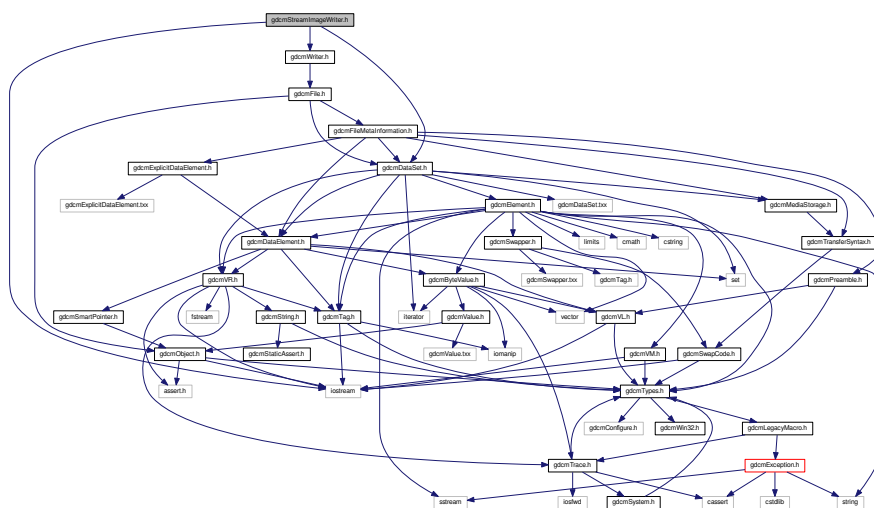 gdcmStreamImageWriter.h
gdcmWriter.h
gdcmFile.h
gdcmFileMetaInformation.h
gdcmExplicitDataElement.h
gdcmDataSet.h
gdcmExplicitDataElement.txx
gdcmElement.h
gdcmDataSet.txx
gdcmMediaStorage.h
gdcmDataElement.h
gdcmSwapper.h
limits
cmath
cstring
gdcmTransferSyntax.h
gdcmVR.h
gdcmByteValue.h
gdcmSwapper.txx
gdcmTag.h
set
gdcmPreamble.h
gdcmSmartPointer.h
fstream
gdcmString.h
gdcmTag.h
iterator
gdcmValue.h
vector
gdcmVL.h
gdcmObject.h
gdcmStaticAssert.h
gdcmValue.txx
iomanip
gdcmVM.h
gdcmSwapCode.h
assert.h
iostream
gdcmTypes.h
gdcmConfigure.h
gdcmWin32.h
gdcmLegacyMacro.h
gdcmTrace.h
gdcmException.h
sstream
iosfwd
gdcmSystem.h
cassert
cstdlib
string